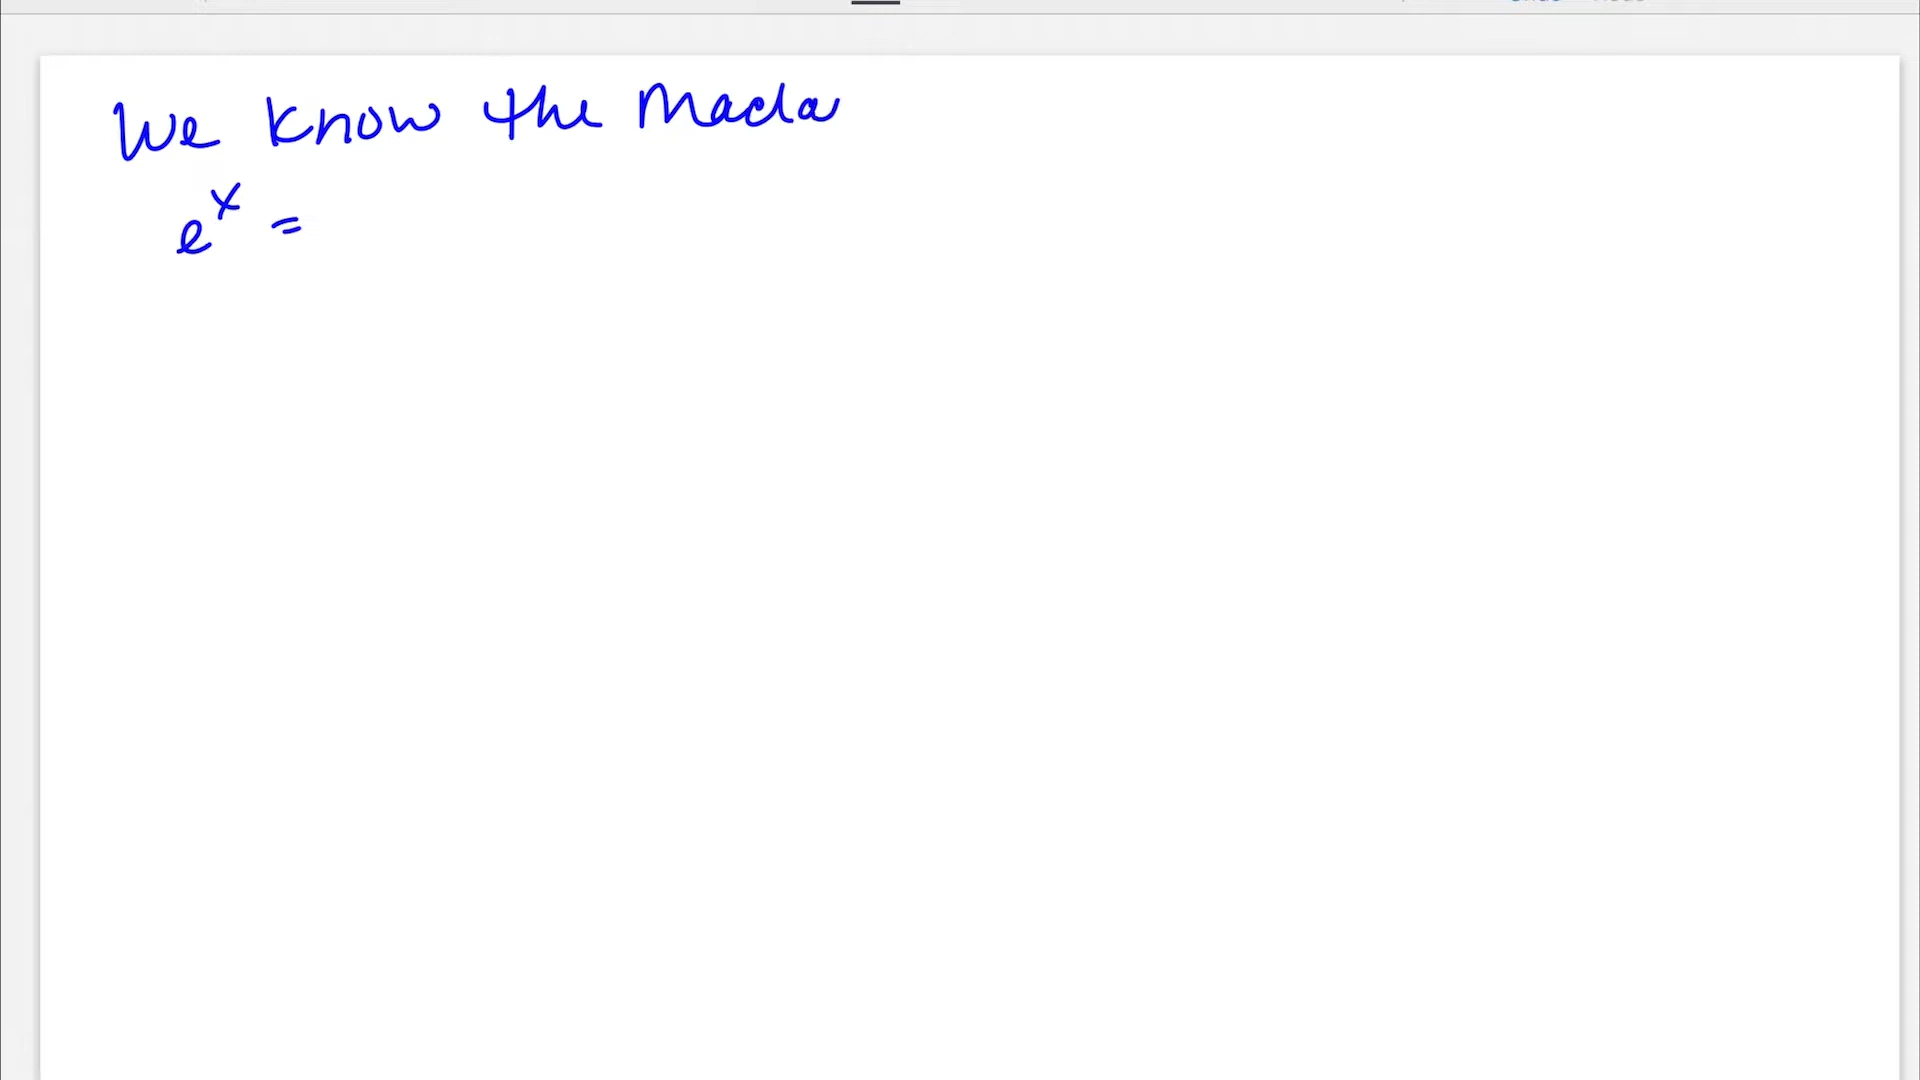 We know the Macla
e^x =